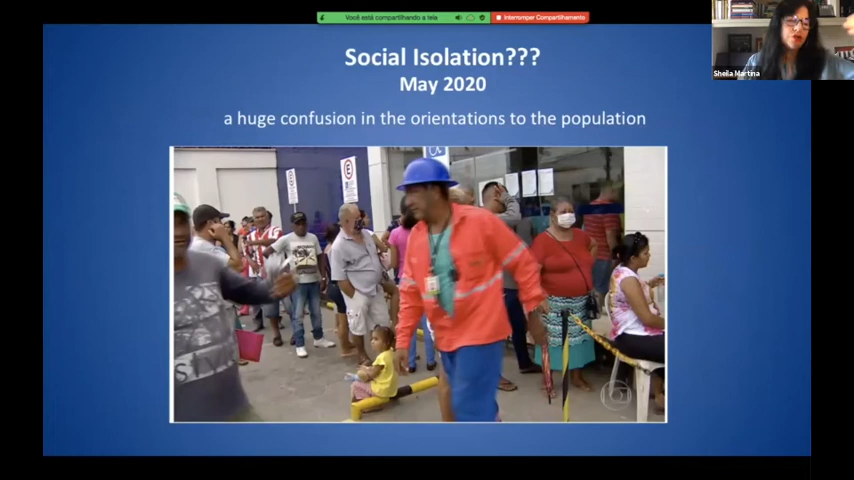 Você está compartilhando a tela
Interromper Compartilhamento
Sheila Martina
Social Isolation???
May 2020
a huge confusion in the orientations to the population
E
E